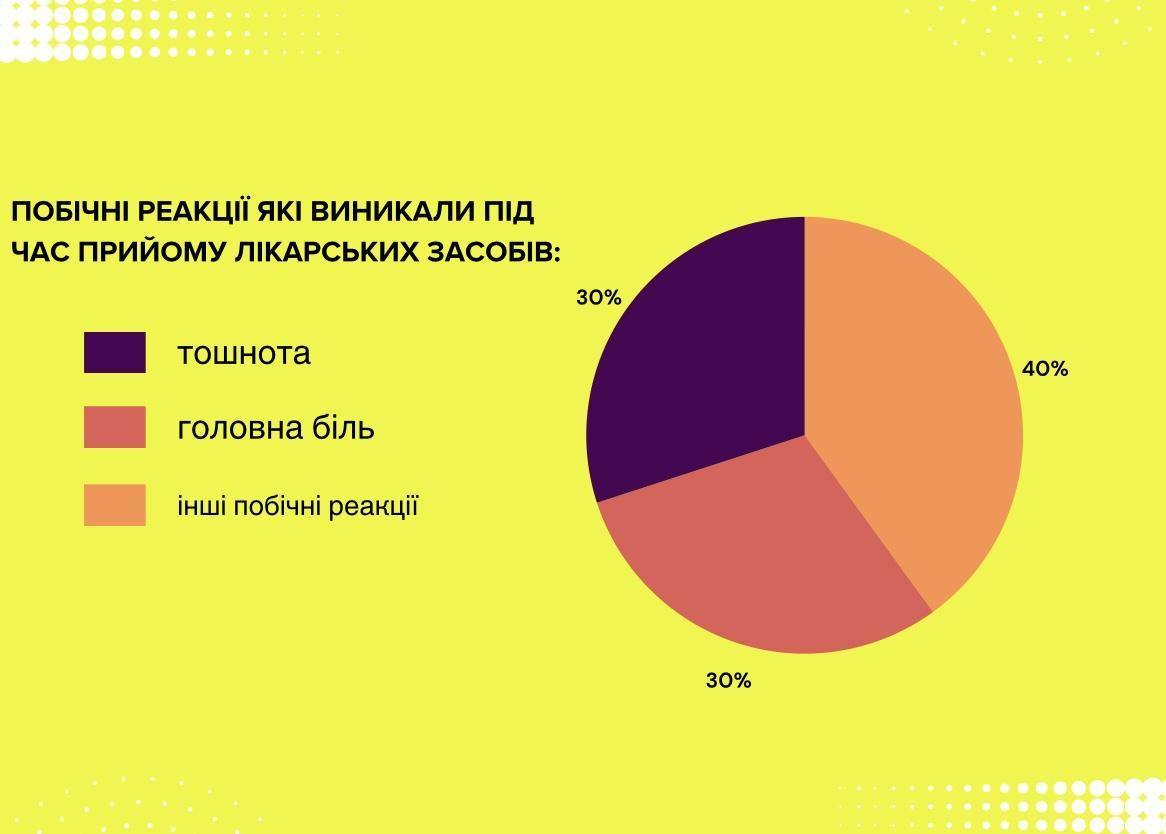 ПОБІЧНІ РЕАКЦІЇ ЯКІ ВИНИКАЛИ ПІД
ЧАС ПРИЙОМУ ЛІКАРСЬКИХ ЗАСОБІВ:
тошнота
головна біль
інші побічні реакції
30%
40%
30%